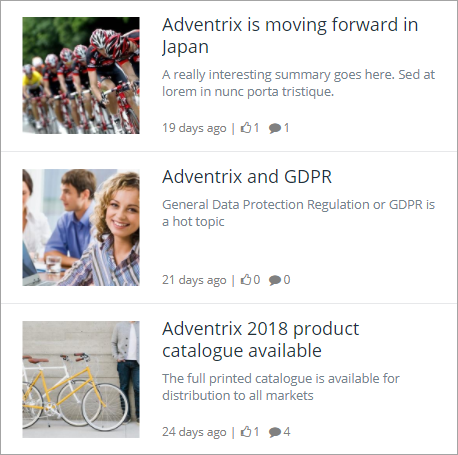 Adventrix is moving forward in
Japan
A really interesting summary goes here. Sed at
lorem in nunc porta tristique.
19 days ago | 1 1
Adventrix and GDPR
General Data Protection Regulation or GDPR is
a hot topic
21 days ago | 0 0
Adventrix 2018 product
catalogue available
The full printed catalogue is available for
distribution to all markets
24 days ago | 1 4